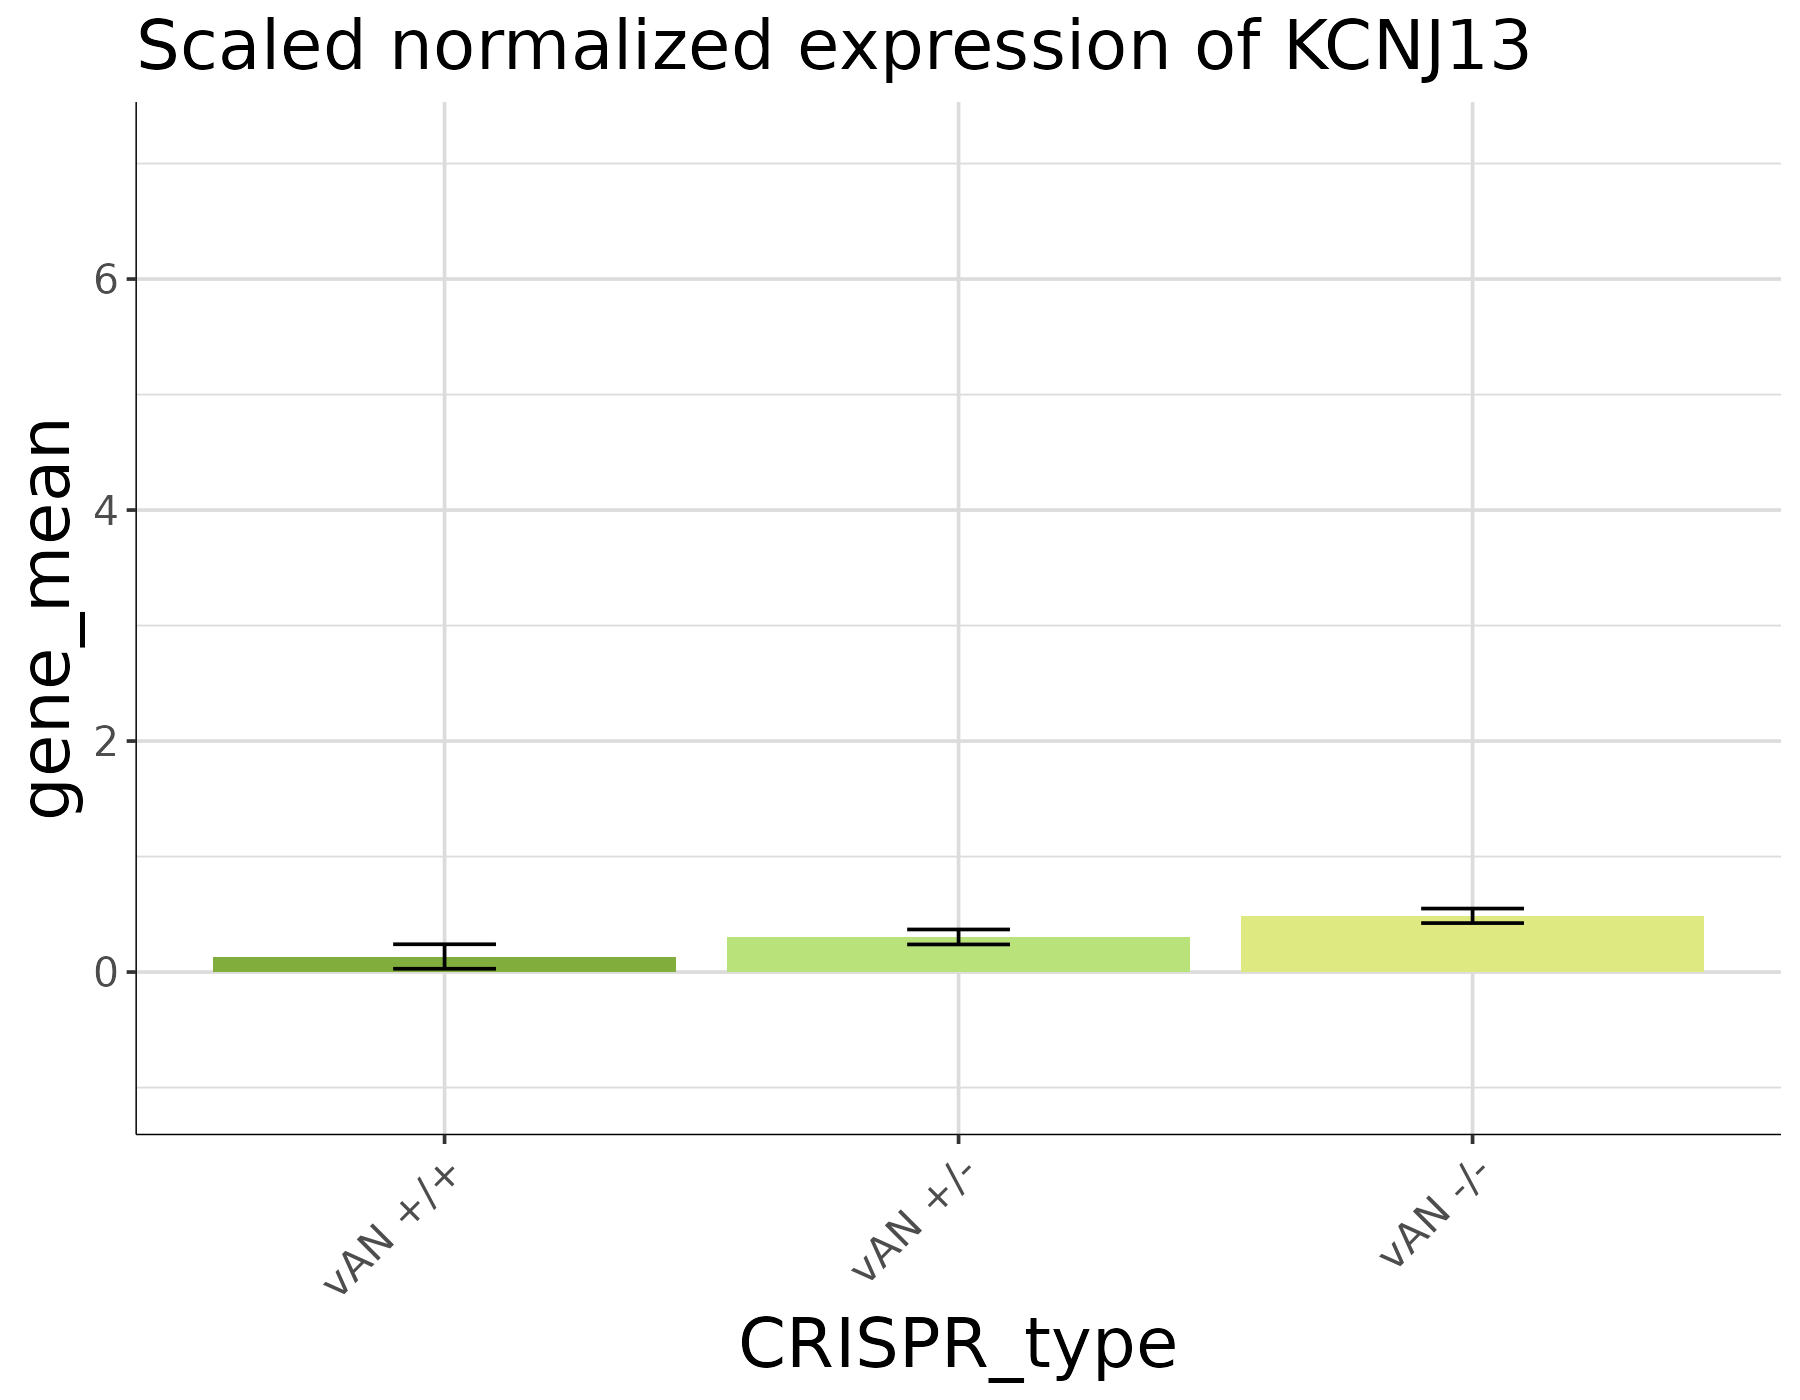 Scaled normalized expression of KCNJ13
gene_mean
6
4
2
0
vAN +/+
vAN +/-
vAN -/-
CRISPR_type